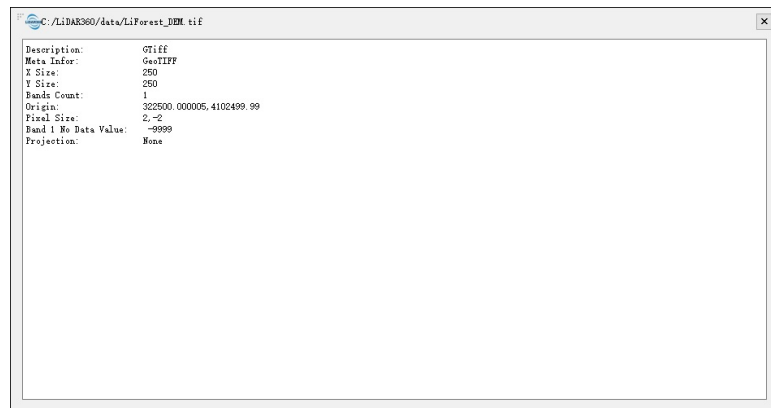 C:/LiDAR360/data/LiForest_DEM.tif
Description: GTiff
Meta Infor: GeoTIFF
X Size: 250
Y Size: 250
Bands Count: 1
Origin: 322500.000005,4102499.99
Pixel Size: 2,-2
Band 1 No Data Value: -9999
Projection: None